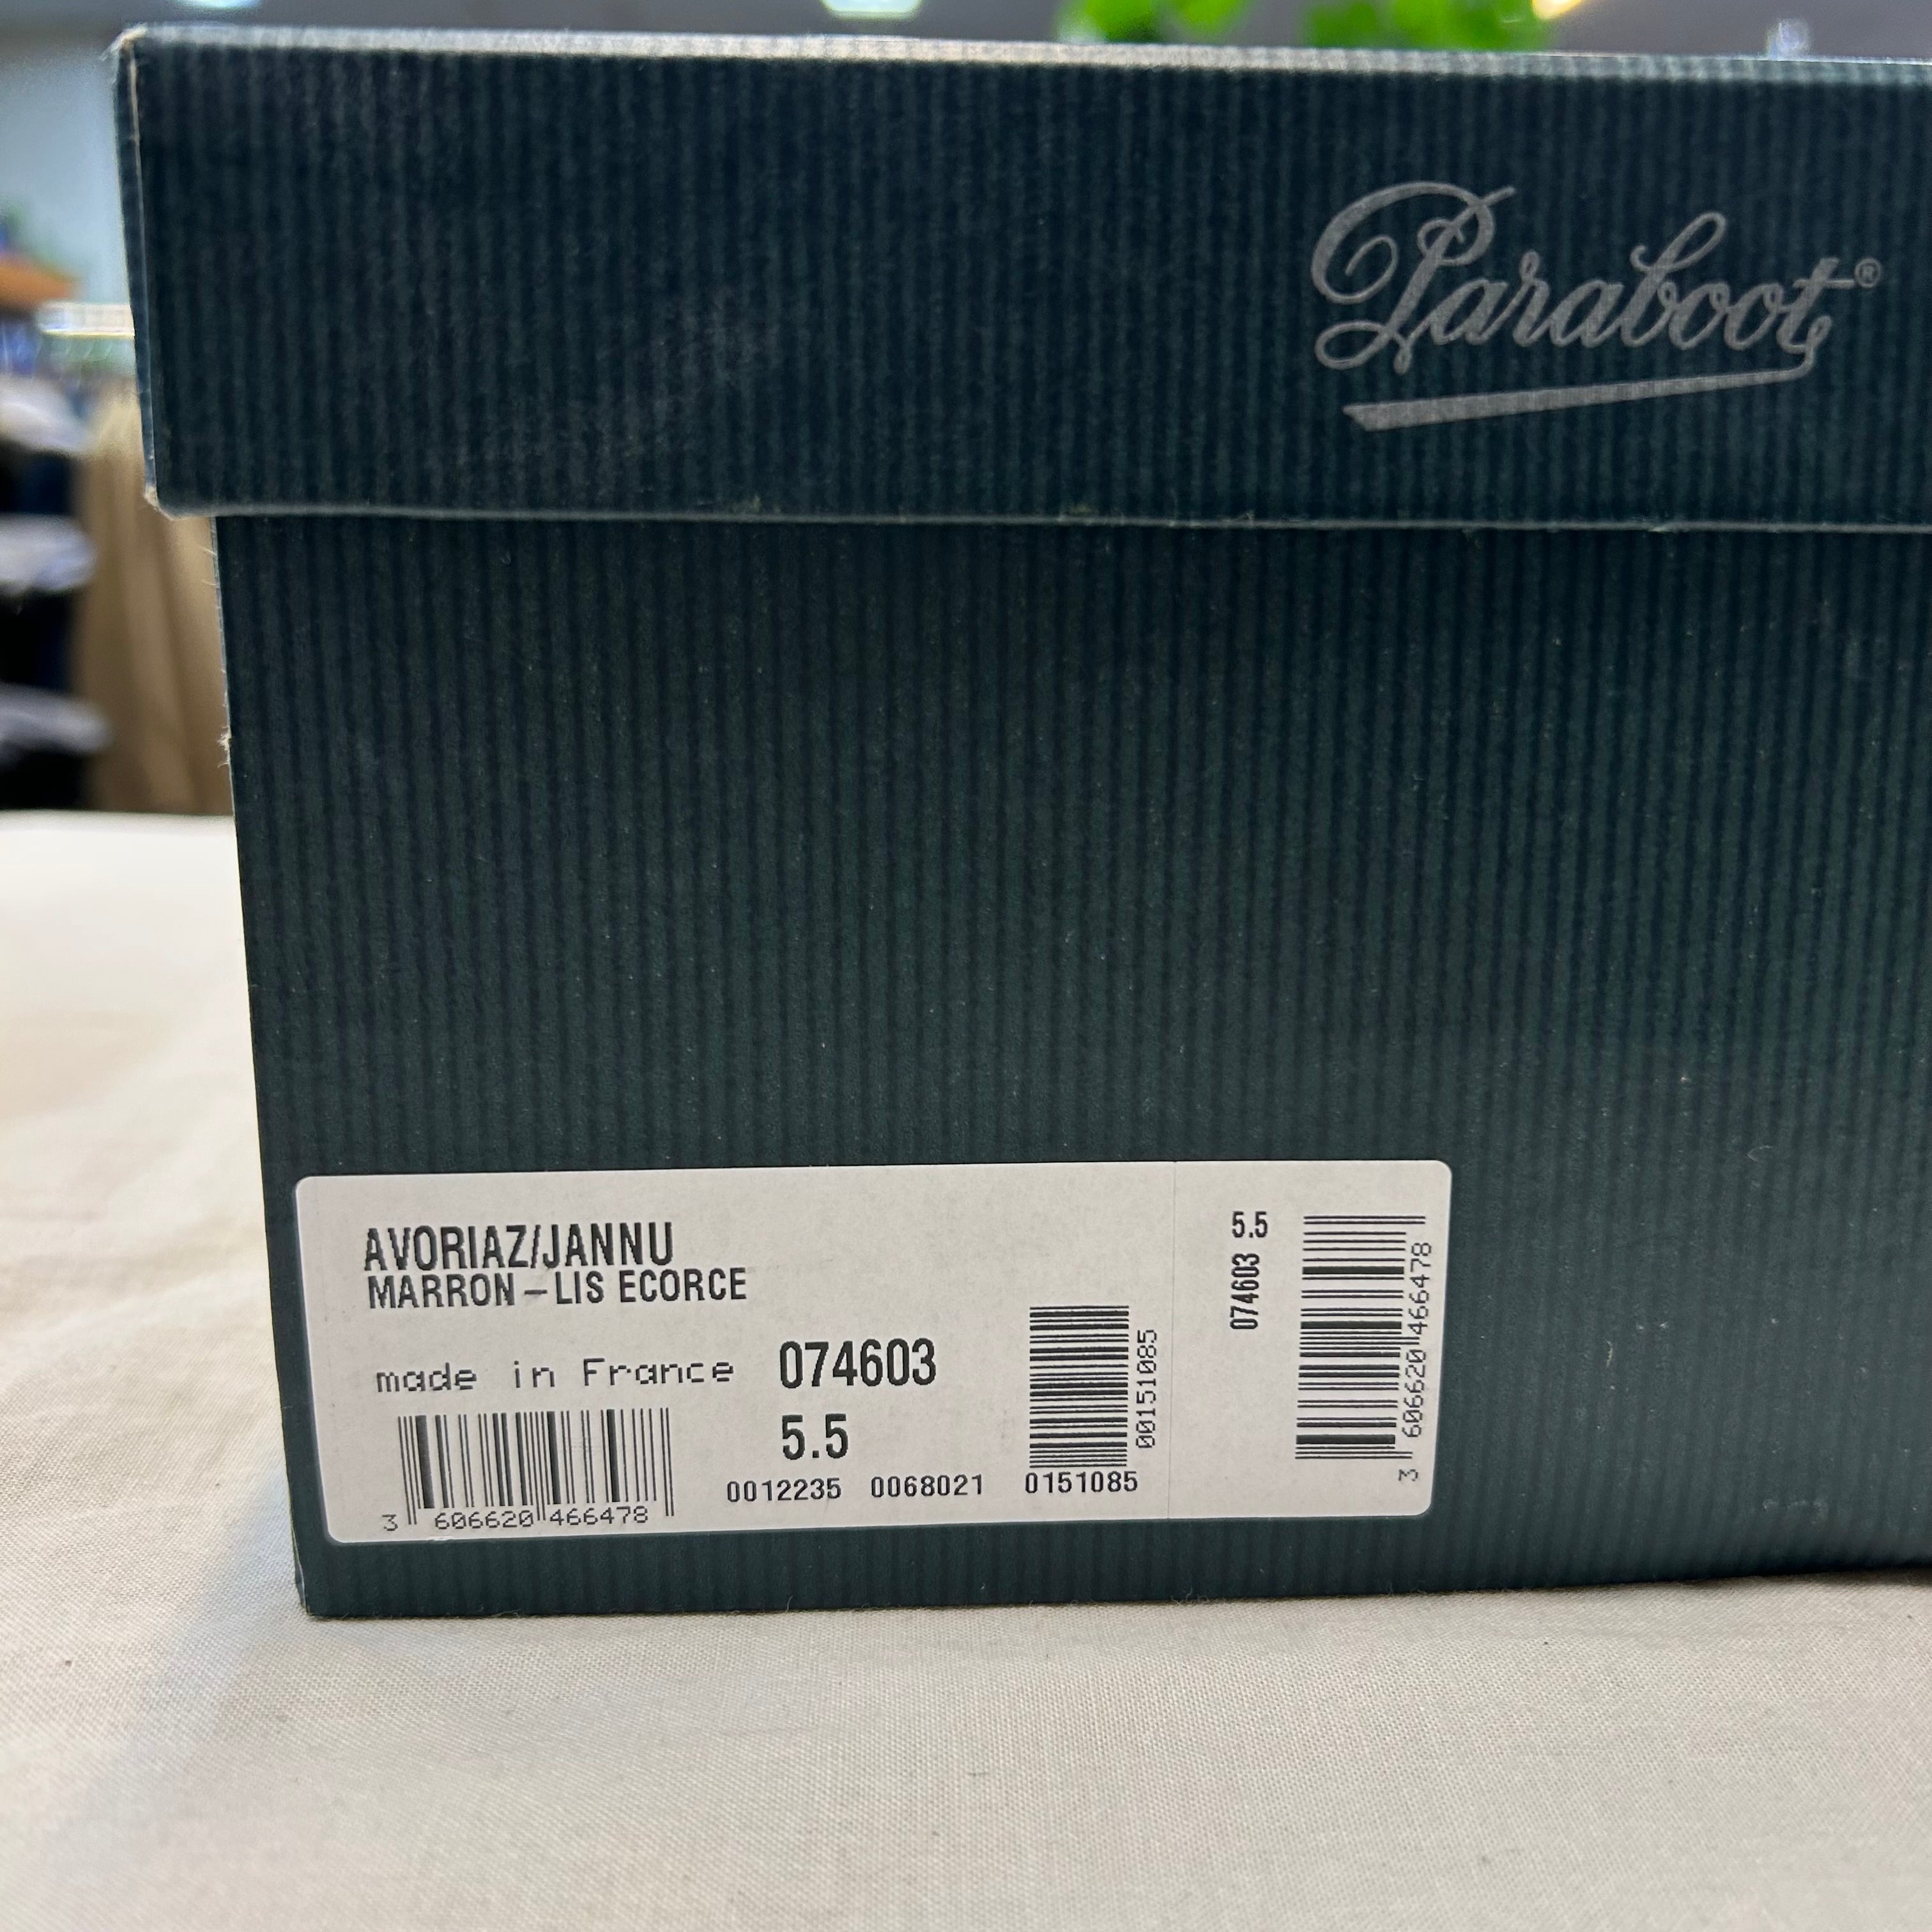 Paraboot®
AVORIAZ/JANNU
MARRON-LIS ECORCE
made in France 074603
5.5
0012235 0068021 0151085
3 606620 466478
00151085
074603 5.5
3 606620 466478